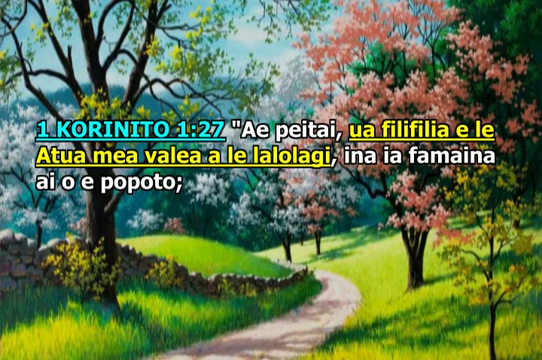 1 KORINITO 1:27 "Ae peitai, ua filifilia e le
Atua mea valea a le lalolagi, ina ia famaina
ai o e popoto;